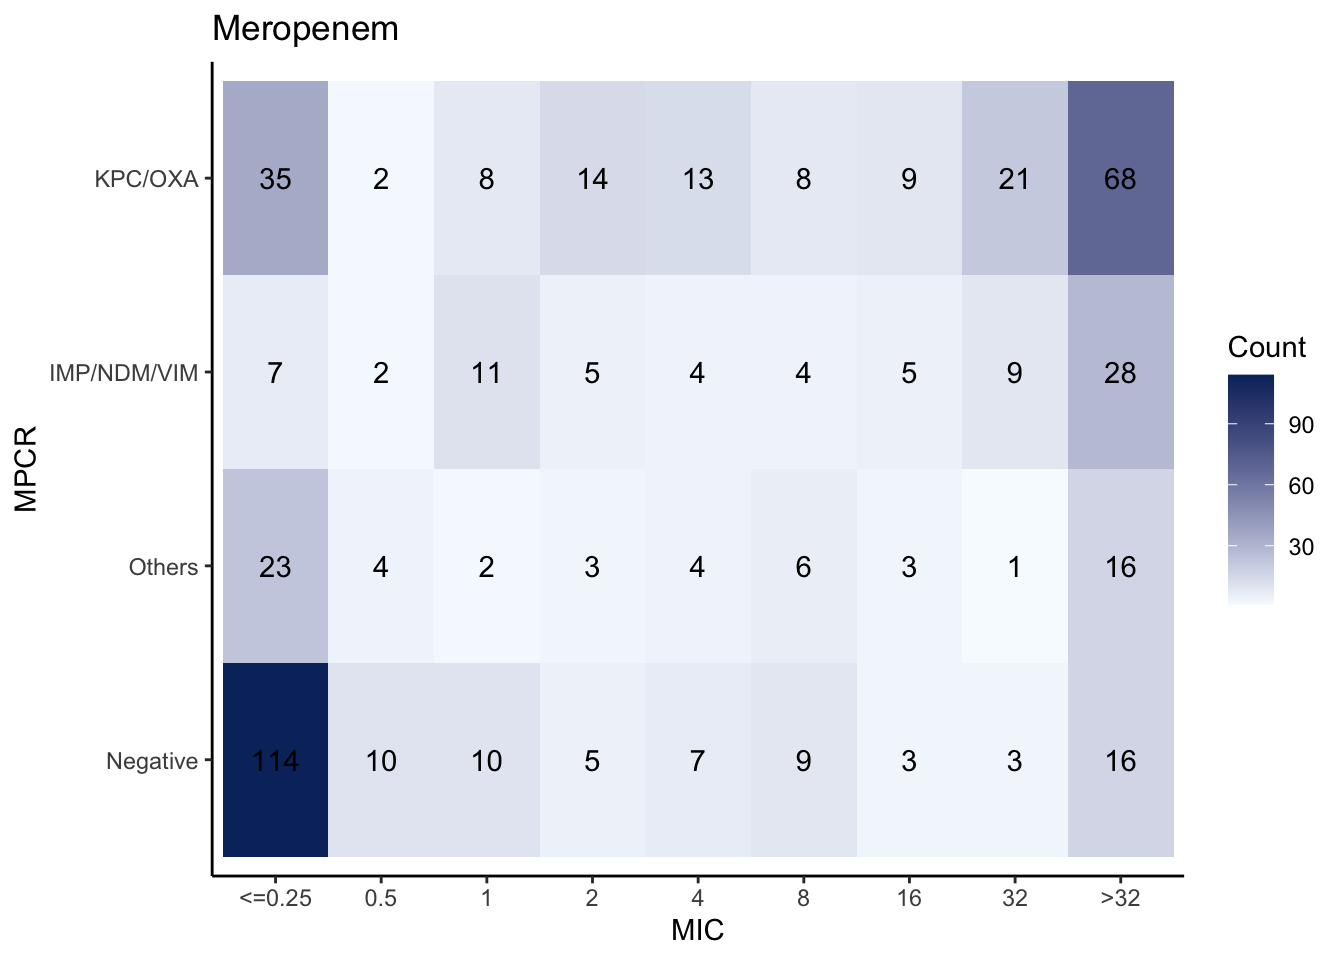 Meropenem
KPC/OXA 35 2 8 14 13 8 9 21 68
IMP/NDM/VIM 7 2 11 5 4 4 5 9 28
Others 23 4 2 3 4 6 3 1 16
Negative 114 10 10 5 7 9 3 3 16
<=0.25 0.5 1 2 4 8 16 32 >32
MIC
MPCR
Count
90
60
30